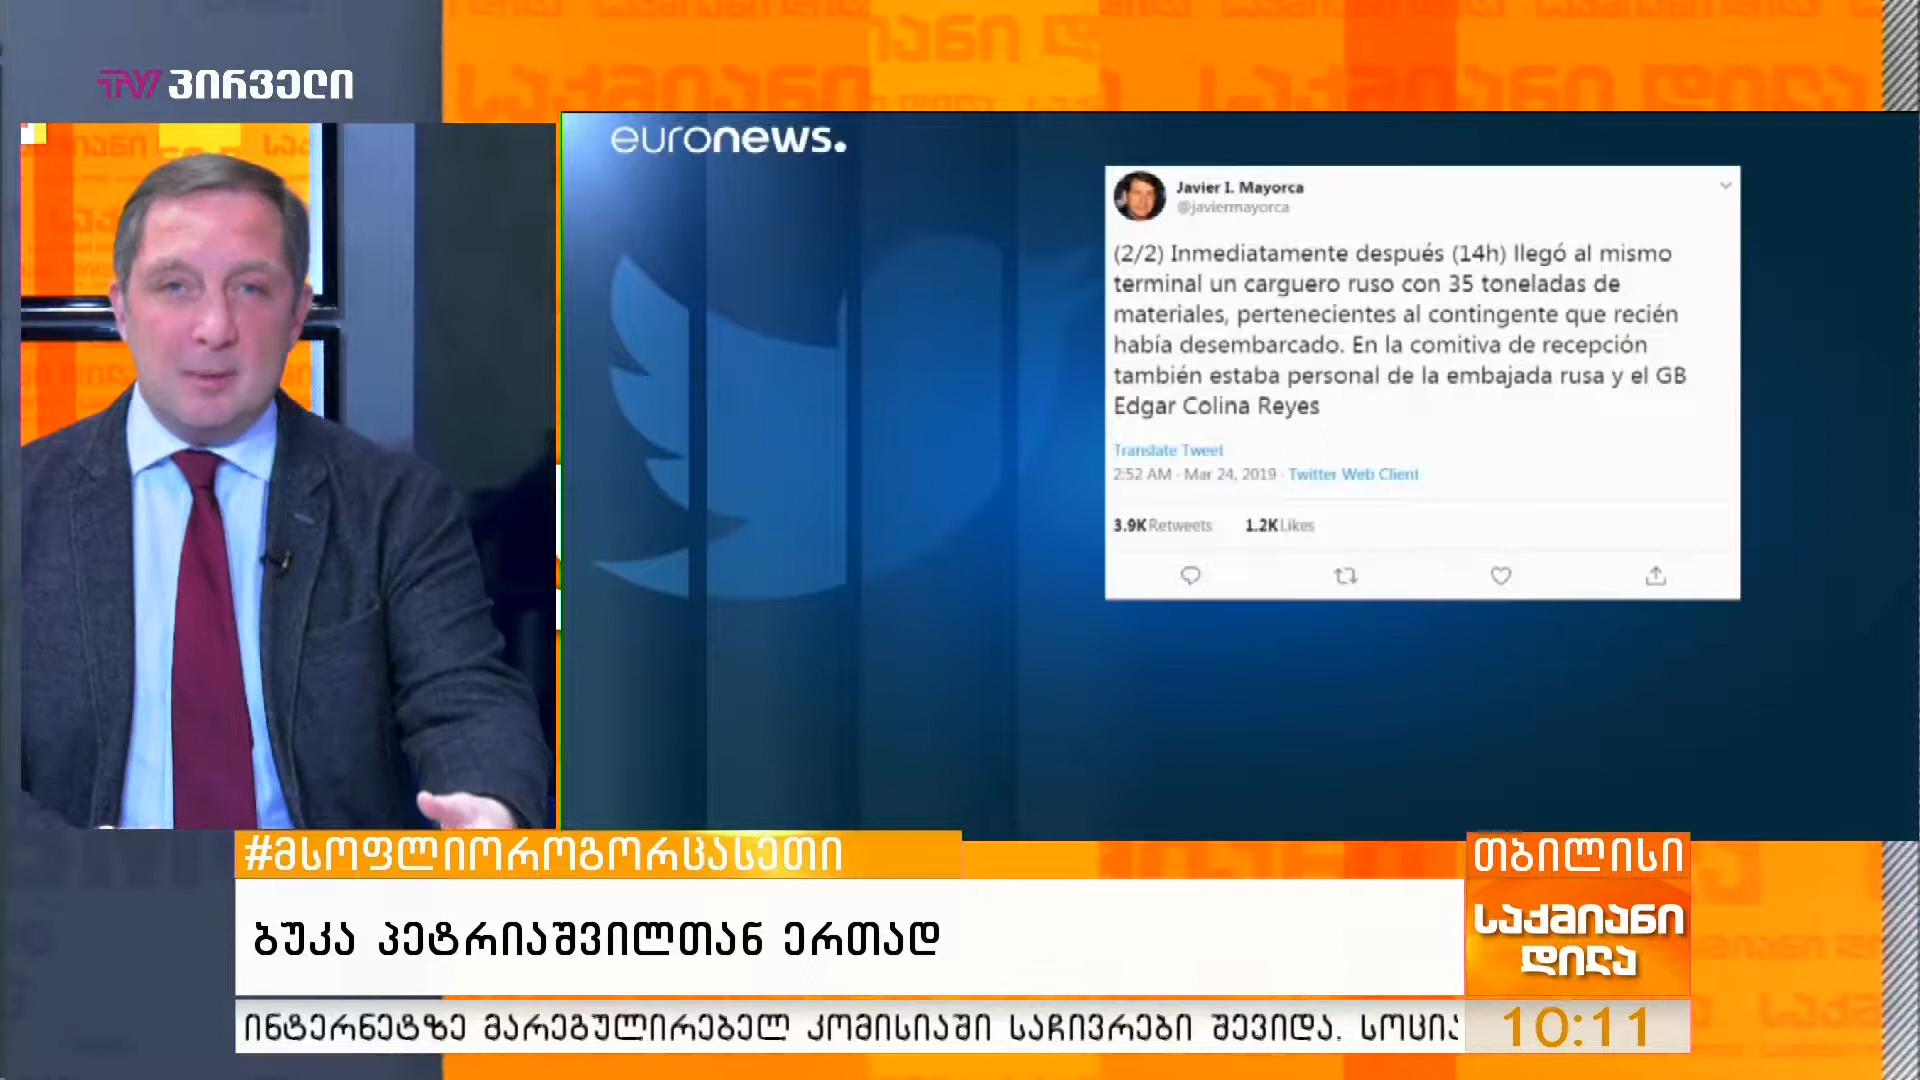 TV პირველი
euronews.
Javier I. Mayorca
@javiermayorca
(2/2) Inmediatamente después (14h) llegó al mismo
terminal un carguero ruso con 35 toneladas de
materiales, pertenecientes al contingente que recién
había desembarcado. En la comitiva de recepción
también estaba personal de la embajada rusa y el GB
Edgar Colina Reyes
Translate Tweet
2:52 AM · Mar 24, 2019 · Twitter Web Client
3.9K Retweets 1.2K Likes
#მსოფლიოროგორცასეთი
თბილისი
ბუკა პეტრიაშვილთან ერთად
საქმიანი
დილა
ინტერნეტზე მარეგულირებელ კომისიაში საჩივრები შევიდა. სოცია
10:11